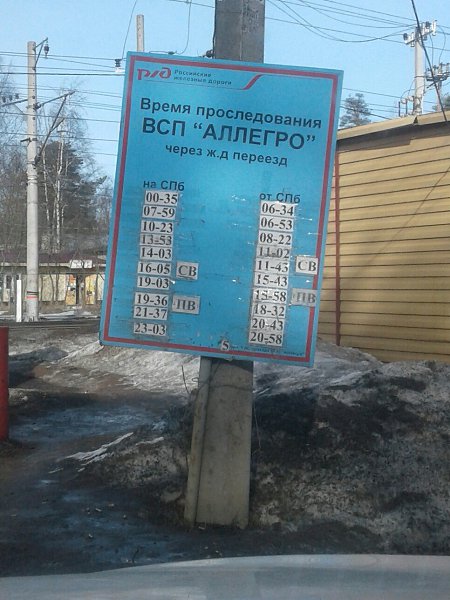 РЖД Российские
железные дороги
Время проследования
ВСП "АЛЛЕГРО"
через ж.д переезд
на СПб
00-35
07-59
10-23
13-53
14-03
16-05 СВ
19-03
19-36 ПВ
21-37
23-03
от СПб
06-34
06-53
08-22
11-02
11-43 СВ
15-43
15-58 ПВ
18-32
20-43
20-58
5